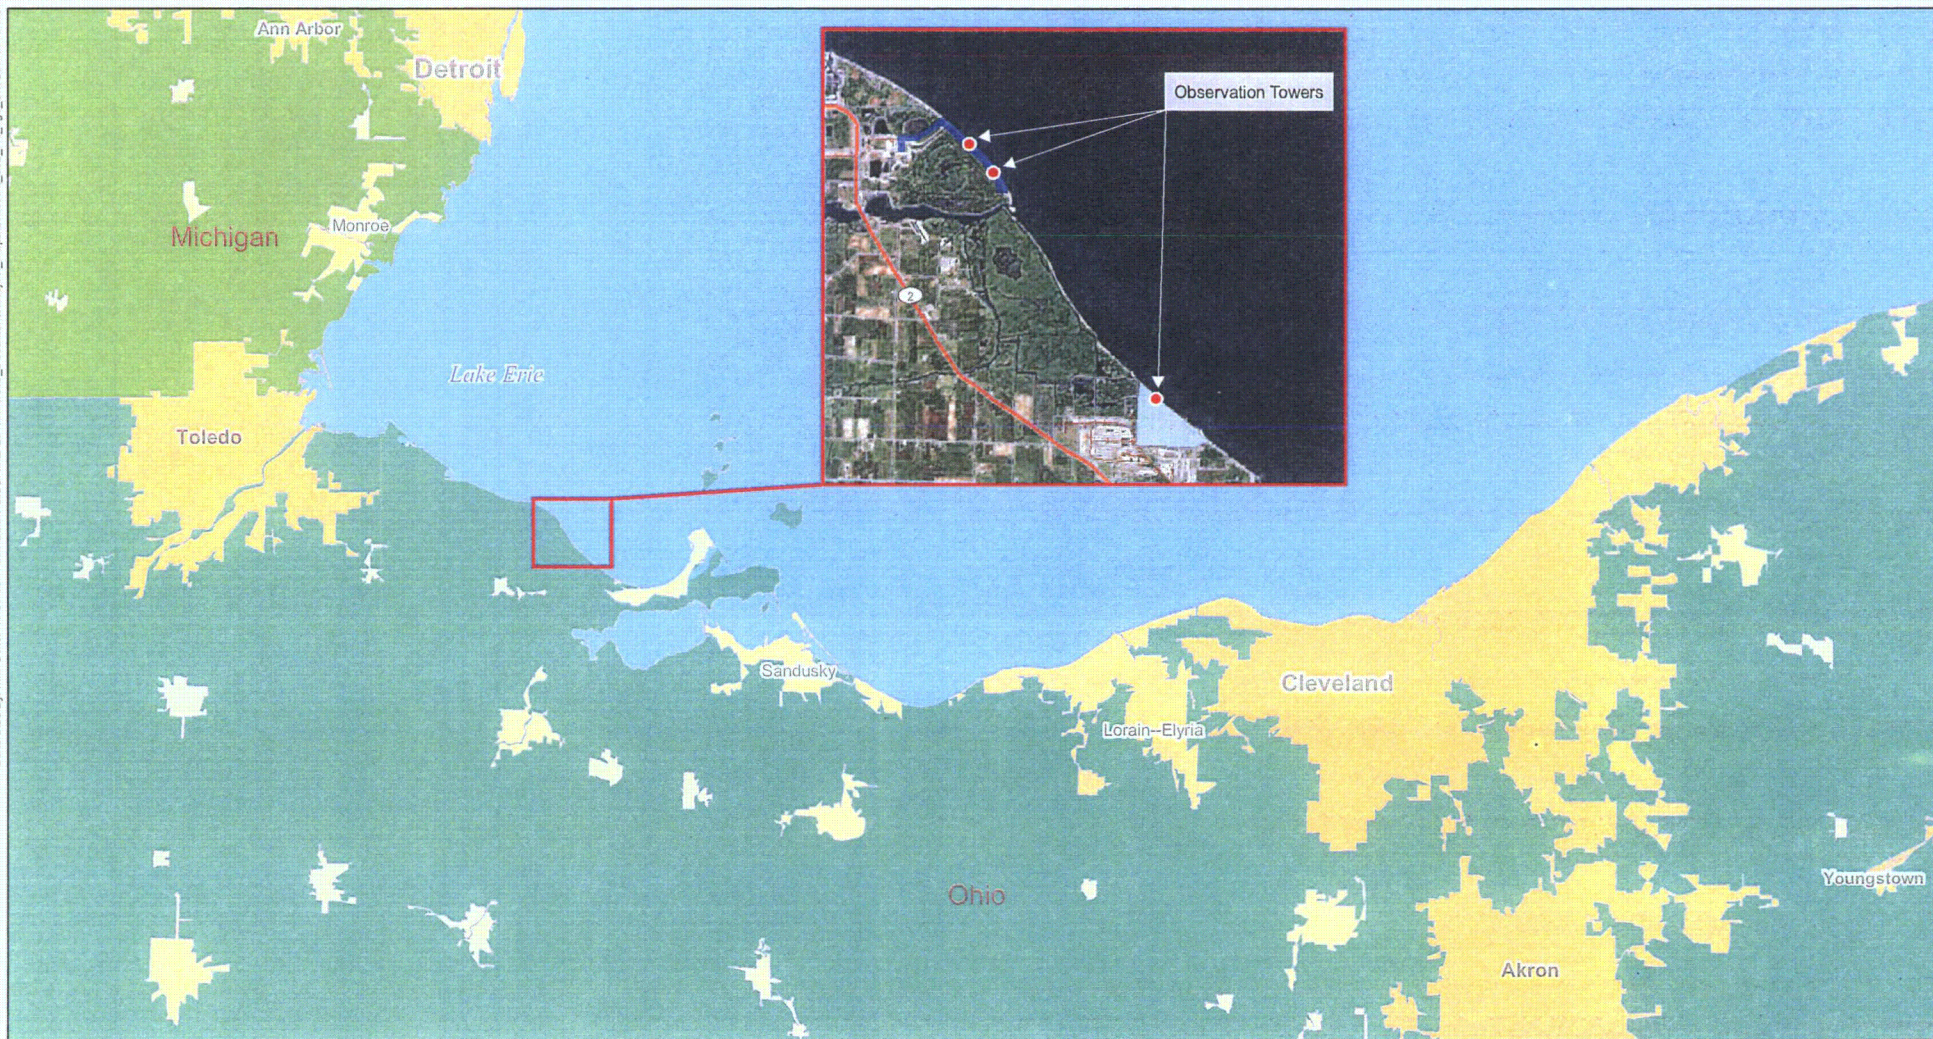 Ann Arbor
Detroit
Observation Towers
Michigan
Monroe
2
Lake Erie
Toledo
Sandusky
Cleveland
Lorain--Elyria
Ohio
Youngstown
Akron